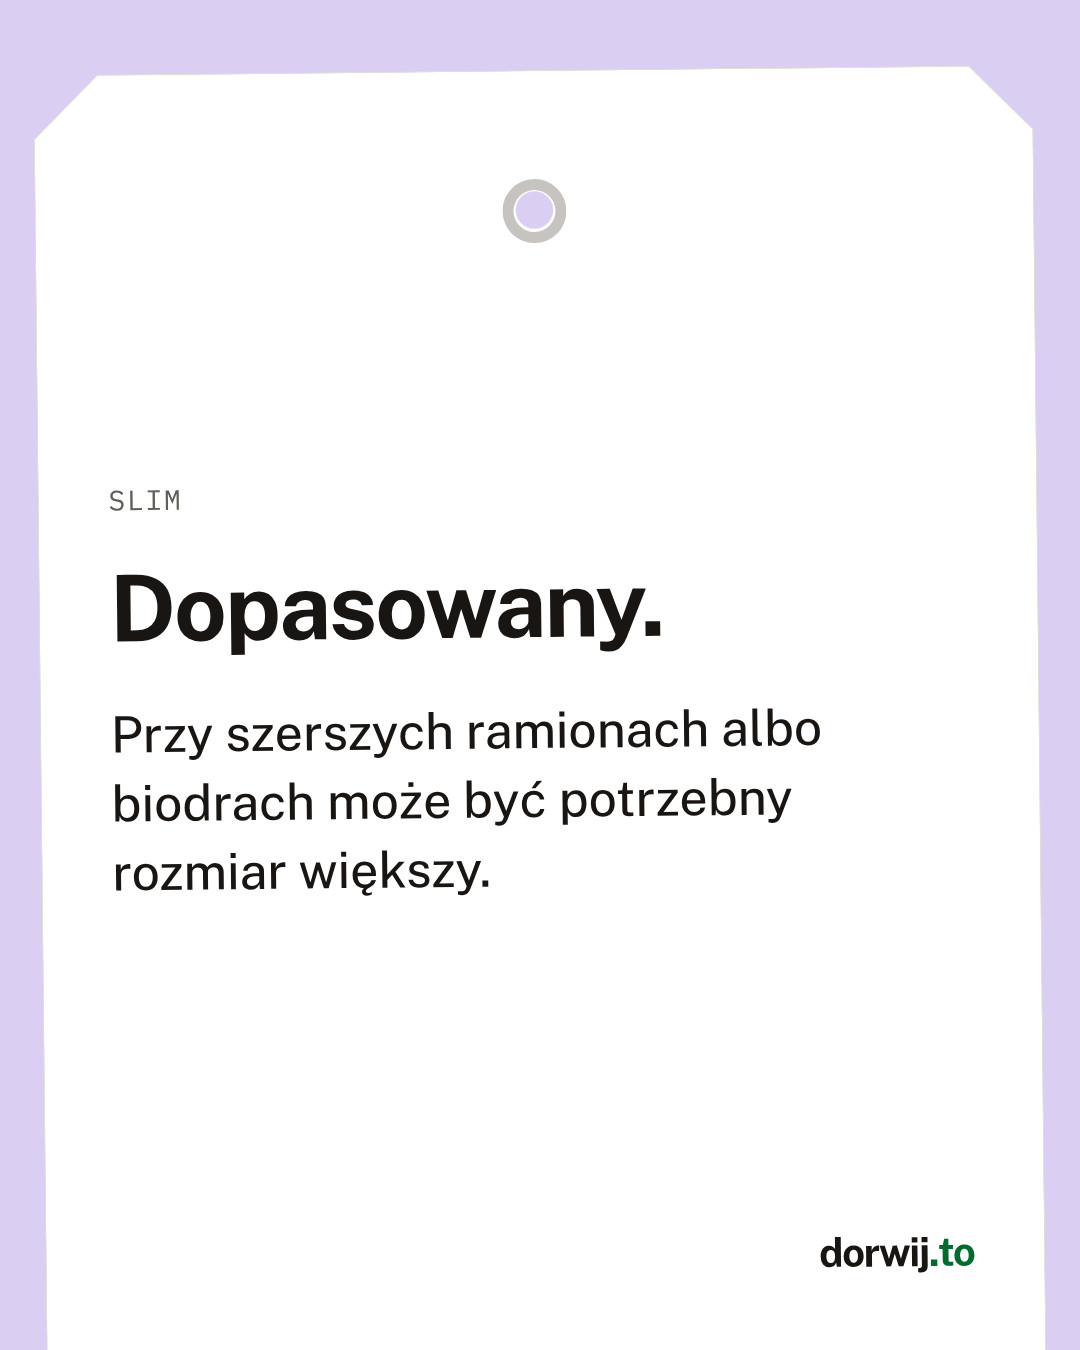 SLIM
Dopasowany.
Przy szerszych ramionach albo
biodrach może być potrzebny
rozmiar większy.
dorwij.to